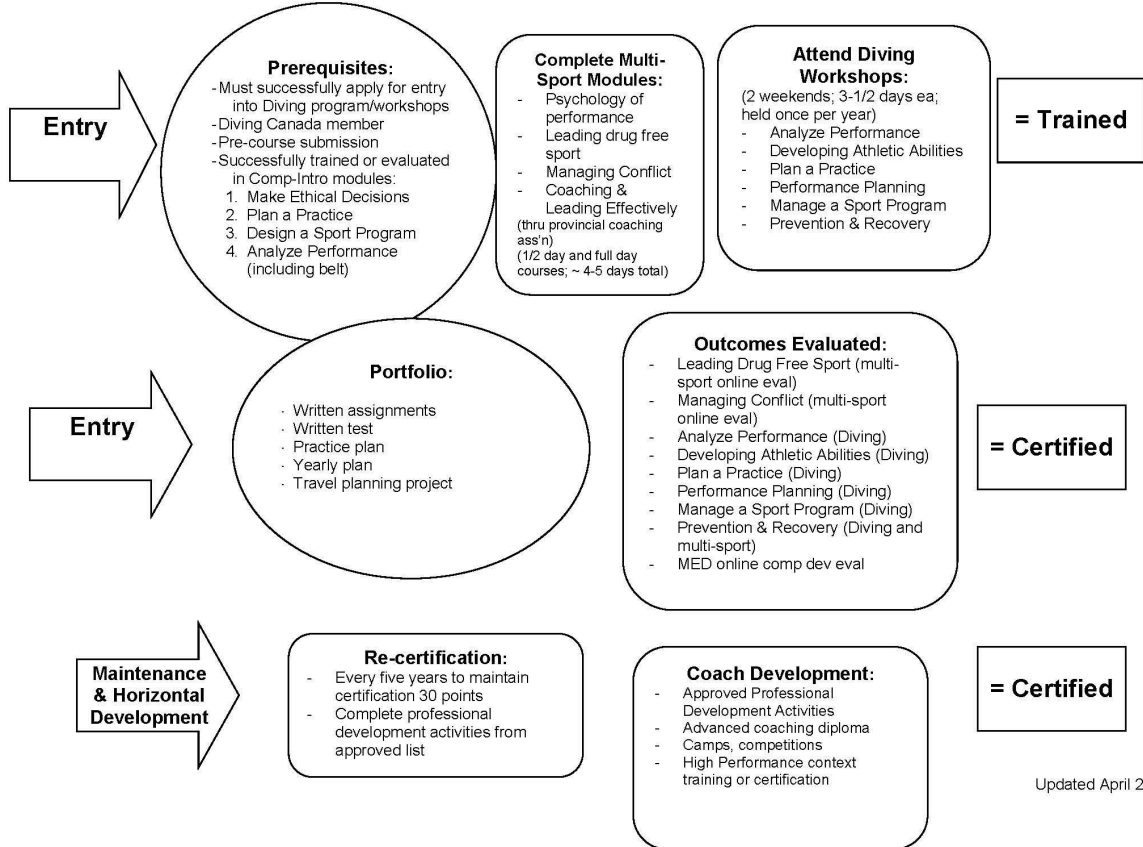 Entry
Prerequisites:
-Must successfully apply for entry
into Diving program/workshops
-Diving Canada member
-Pre-course submission
-Successfully trained or evaluated
in Comp-Intro modules:
1. Make Ethical Decisions
2. Plan a Practice
3. Design a Sport Program
4. Analyze Performance
(including belt)
Complete Multi-
Sport Modules:
- Psychology of
performance
- Leading drug free
sport
- Managing Conflict
- Coaching &
Leading Effectively
(thru provincial coaching
ass'n)
(1/2 day and full day
courses; ~ 4-5 days total)
Attend Diving
Workshops:
(2 weekends; 3-1/2 days ea;
held once per year)
- Analyze Performance
- Developing Athletic Abilities
- Plan a Practice
- Performance Planning
- Manage a Sport Program
- Prevention & Recovery
= Trained
Entry
Portfolio:
· Written assignments
· Written test
· Practice plan
· Yearly plan
· Travel planning project
Outcomes Evaluated:
- Leading Drug Free Sport (multi-
sport online eval)
- Managing Conflict (multi-sport
online eval)
- Analyze Performance (Diving)
- Developing Athletic Abilities (Diving)
- Plan a Practice (Diving)
- Performance Planning (Diving)
- Manage a Sport Program (Diving)
- Prevention & Recovery (Diving and
multi-sport)
- MED online comp dev eval
= Certified
Maintenance
& Horizontal
Development
Re-certification:
- Every five years to maintain
certification 30 points
- Complete professional
development activities from
approved list
Coach Development:
- Approved Professional
Development Activities
- Advanced coaching diploma
- Camps, competitions
- High Performance context
training or certification
= Certified
Updated April 2